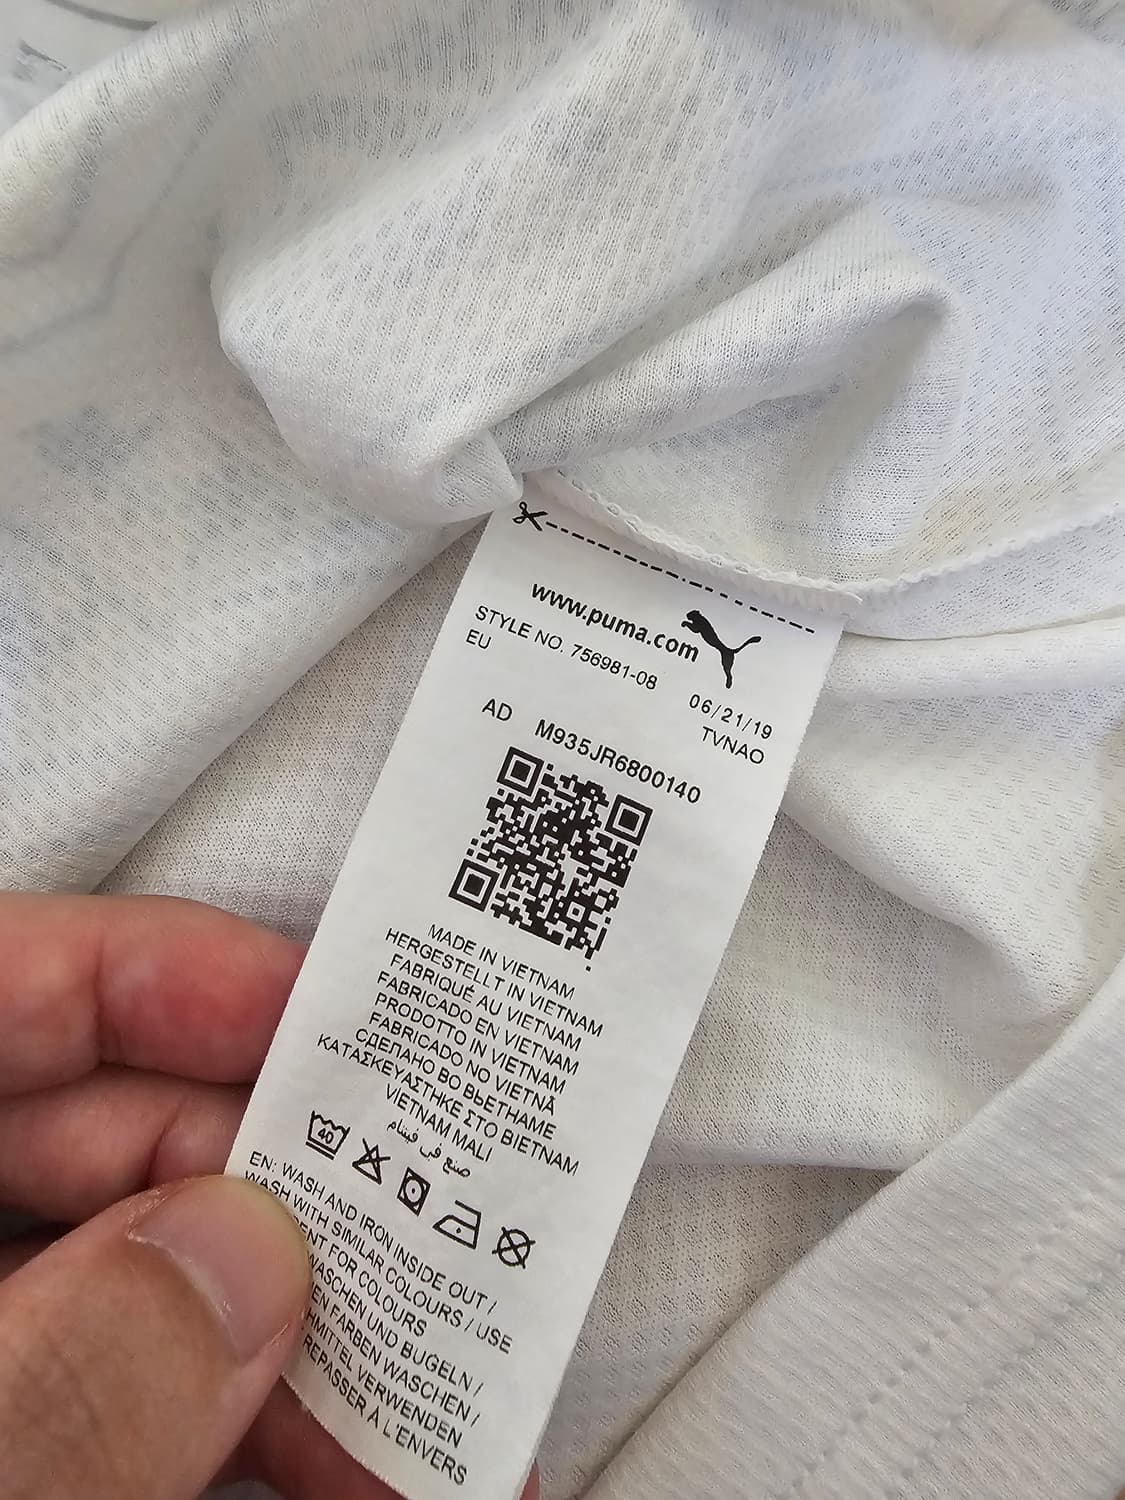 www.puma.com
STYLE NO. 756981-08
EU
06/21/19
TVNAO
AD M935JR6800140
MADE IN VIETNAM
HERGESTELLT IN VIETNAM
FABRIQUÉ AU VIETNAM
FABRICADO EN VIETNAM
PRODOTTO IN VIETNAM
FABRICADO NO VIETNÃ
СДЕЛАНО ВО ВЬЕТНАМЕ
ΚΑΤΑΣΚΕΥΑΣΤΗΚΕ ΣΤΟ ΒΙΕΤΝΑΜ
VİETNAM MALI
صنع في فيتنام
40
EN: WASH AND IRON INSIDE OUT /
WASH WITH SIMILAR COLOURS / USE
FOR COLOURS
WASCHEN UND BÜGELN /
FARBEN WASCHEN /
VERWENDEN
REPASSER À L'ENVERS